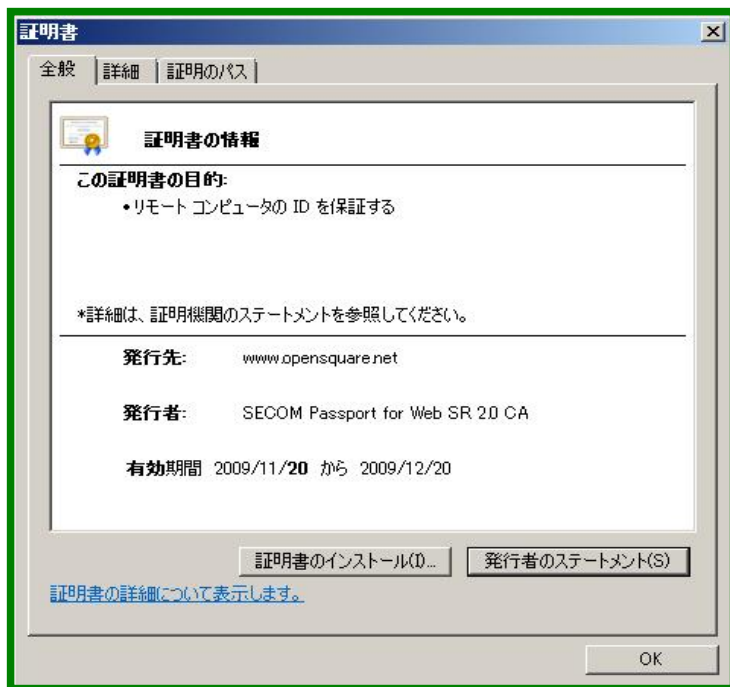 証明書
全般 詳細 証明のパス
証明書の情報
この証明書の目的:
•リモート コンピュータの ID を保証する
*詳細は、証明機関のステートメントを参照してください。
発行先: www.opensquare.net
発行者: SECOM Passport for Web SR 2.0 CA
有効期間 2009/11/20 から 2009/12/20
証明書のインストール(I)... 発行者のステートメント(S)
証明書の詳細について表示します。
OK